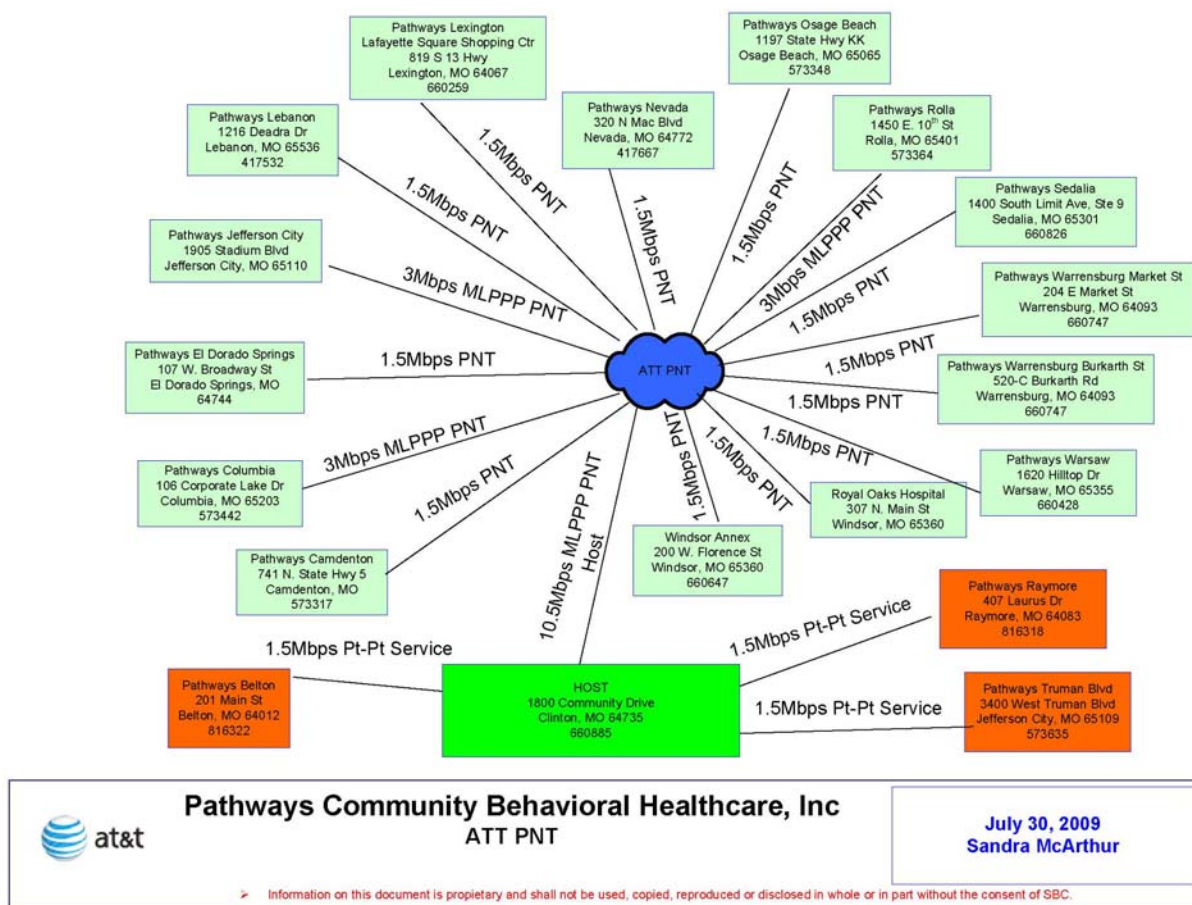 Pathways Lexington
Lafayette Square Shopping Ctr
819 S 13 Hwy
Lexington, MO 64067
660259
Pathways Osage Beach
1197 State Hwy KK
Osage Beach, MO 65065
573348
Pathways Nevada
320 N Mac Blvd
Nevada, MO 64772
417667
Pathways Lebanon
1216 Deadra Dr
Lebanon, MO 65536
417532
Pathways Rolla
1450 E. 10th St
Rolla, MO 65401
573364
Pathways Sedalia
1400 South Limit Ave, Ste 9
Sedalia, MO 65301
660826
Pathways Jefferson City
1905 Stadium Blvd
Jefferson City, MO 65110
Pathways Warrensburg Market St
204 E Market St
Warrensburg, MO 64093
660747
Pathways El Dorado Springs
107 W. Broadway St
El Dorado Springs, MO
64744
Pathways Warrensburg Burkarth St
520-C Burkarth Rd
Warrensburg, MO 64093
660747
Pathways Columbia
106 Corporate Lake Dr
Columbia, MO 65203
573442
Pathways Warsaw
1620 Hilltop Dr
Warsaw, MO 65355
660428
Royal Oaks Hospital
307 N. Main St
Windsor, MO 65360
Windsor Annex
200 W. Florence St
Windsor, MO 65360
660647
Pathways Camdenton
741 N. State Hwy 5
Camdenton, MO
573317
1.5Mbps PNT
1.5Mbps PNT
1.5Mbps PNT
1.5Mbps PNT
3Mbps MLPPP PNT
1.5Mbps PNT
3Mbps MLPPP PNT
1.5Mbps PNT
1.5Mbps PNT
ATT PNT
1.5Mbps PNT
3Mbps MLPPP PNT
1.5Mbps PNT
1.5Mbps PNT
1.5Mbps PNT
1.5Mbps PNT
10.5Mbps MLPPP PNT
Host
Pathways Raymore
407 Laurus Dr
Raymore, MO 64083
816318
1.5Mbps Pt-Pt Service
1.5Mbps Pt-Pt Service
Pathways Belton
201 Main St
Belton, MO 64012
816322
HOST
1800 Community Drive
Clinton, MO 64735
660885
1.5Mbps Pt-Pt Service
Pathways Truman Blvd
3400 West Truman Blvd
Jefferson City, MO 65109
573635
at&t
Pathways Community Behavioral Healthcare, Inc
ATT PNT
July 30, 2009
Sandra McArthur
Information on this document is propietary and shall not be used, copied, reproduced or disclosed in whole or in part without the consent of SBC.